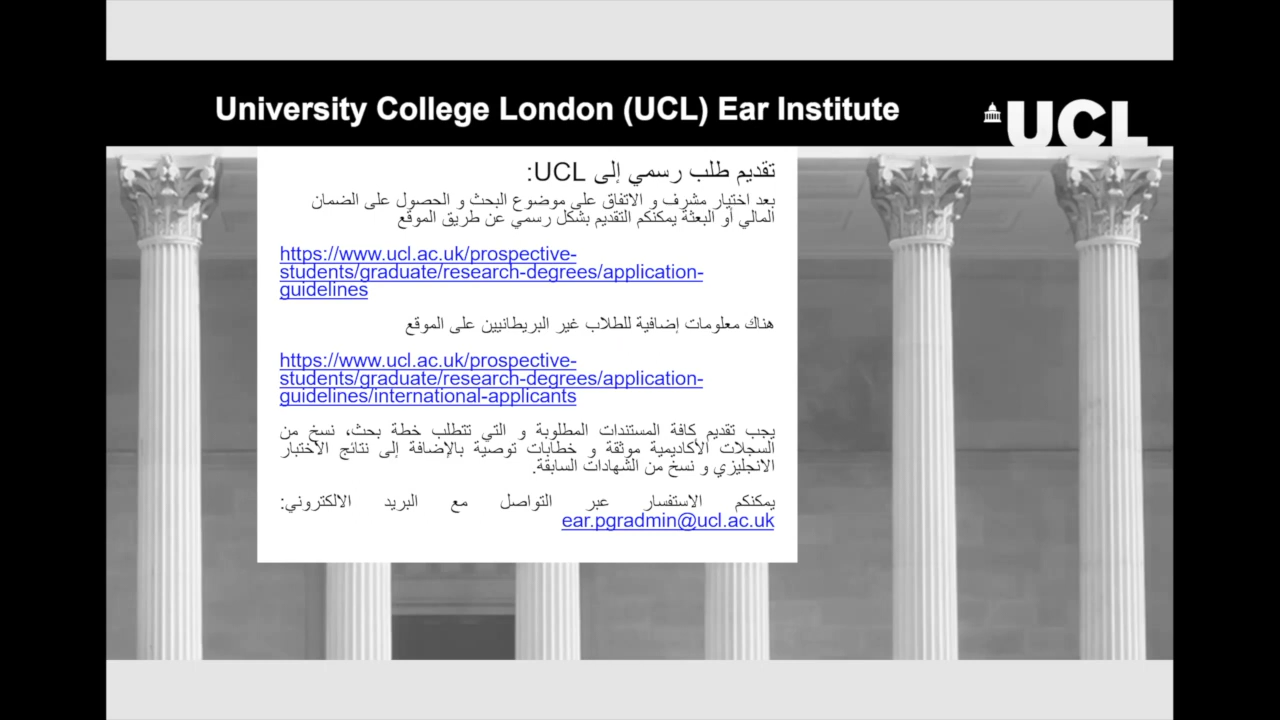 University College London (UCL) Ear Institute
UCL
تقديم طلب رسمي إلى UCL:
بعد اختيار مشرف و الاتفاق على موضوع البحث و الحصول على الضمان
المالي أو البعثة يمكنكم التقديم بشكل رسمي عن طريق الموقع
https://www.ucl.ac.uk/prospective-
students/graduate/research-degrees/application-
guidelines
هناك معلومات إضافية للطلاب غير البريطانيين على الموقع
https://www.ucl.ac.uk/prospective-
students/graduate/research-degrees/application-
guidelines/international-applicants
يجب تقديم كافة المستندات المطلوبة و التي تتطلب خطة بحث، نسخ من
السجلات الأكاديمية موثقة و خطابات توصية بالإضافة إلى نتائج الاختبار
الانجليزي و نسخ من الشهادات السابقة.
يمكنكم الاستفسار عبر التواصل مع البريد الالكتروني:
ear.pgradmin@ucl.ac.uk